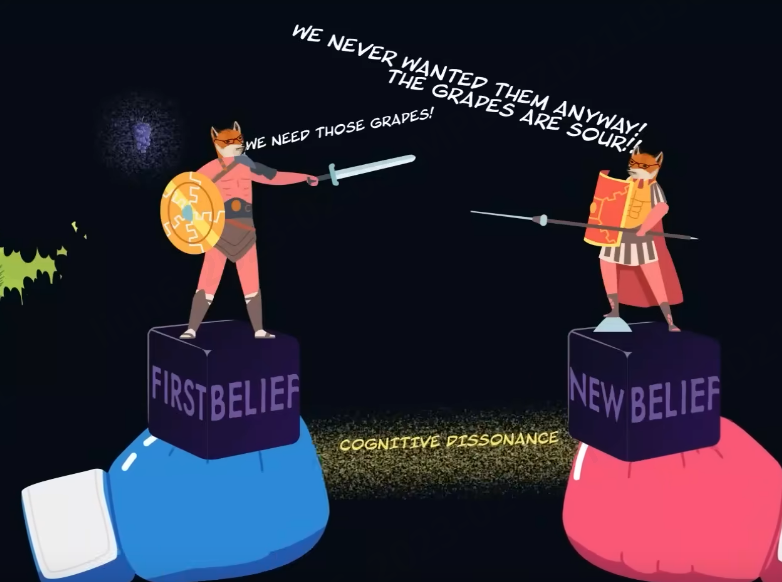 WE NEVER WANTED THEM ANYWAY!
THE GRAPES ARE SOUR!!
WE NEED THOSE GRAPES!
FIRST BELIEF
NEW BELIEF
COGNITIVE DISSONANCE